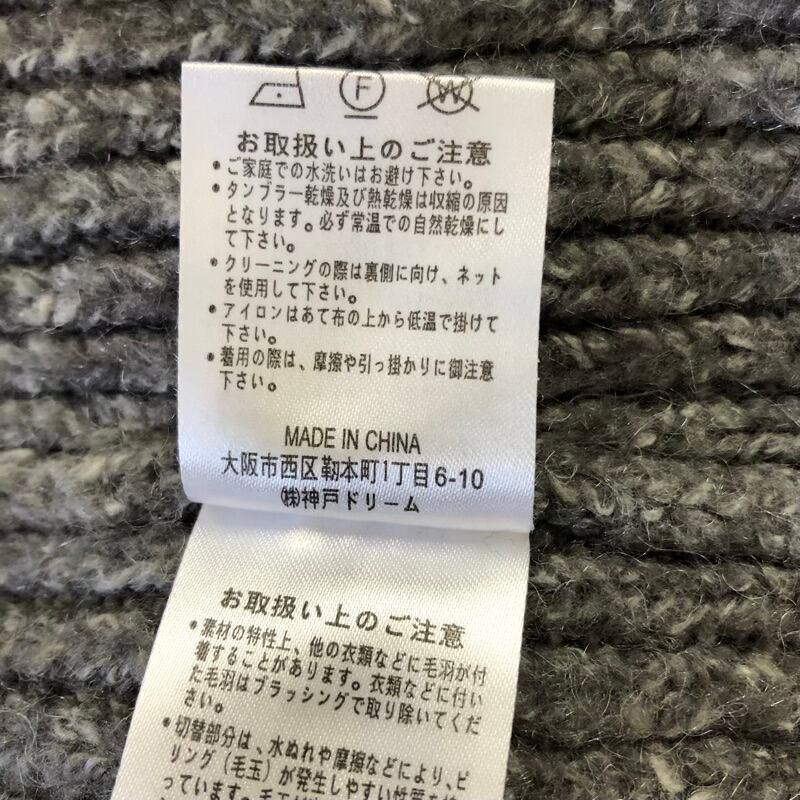 F W
お取扱い上のご注意
・ご家庭での水洗いはお避け下さい。
・タンブラー乾燥及び熱乾燥は収縮の原因
となります。必ず常温での自然乾燥にし
て下さい。
・クリーニングの際は裏側に向け、ネット
を使用して下さい。
・アイロンはあて布の上から低温で掛けて
下さい。
・着用の際は、摩擦や引っ掛かりに御注意
下さい。
MADE IN CHINA
大阪市西区靭本町1丁目6-10
㈱神戸ドリーム
お取扱い上のご注意
・素材の特性上、他の衣類などに毛羽が付
着することがあります。衣類などに付い
た毛羽はブラッシングで取り除いてくだ
さい。
・切替部分は、水ぬれや摩擦などにより、ピ
リング(毛玉)が発生しやすい性質を
っています。